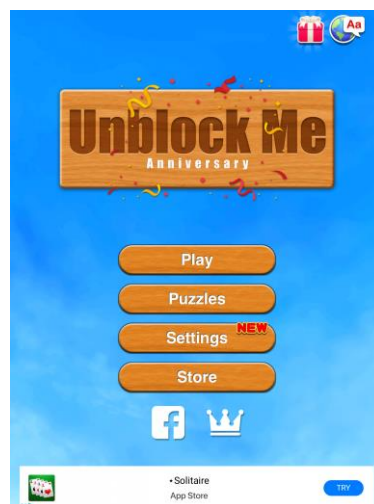 Aa
Unblock Me
Anniversary
Play
Puzzles
NEW
Settings
Store
f
• Solitaire
App Store
TRY